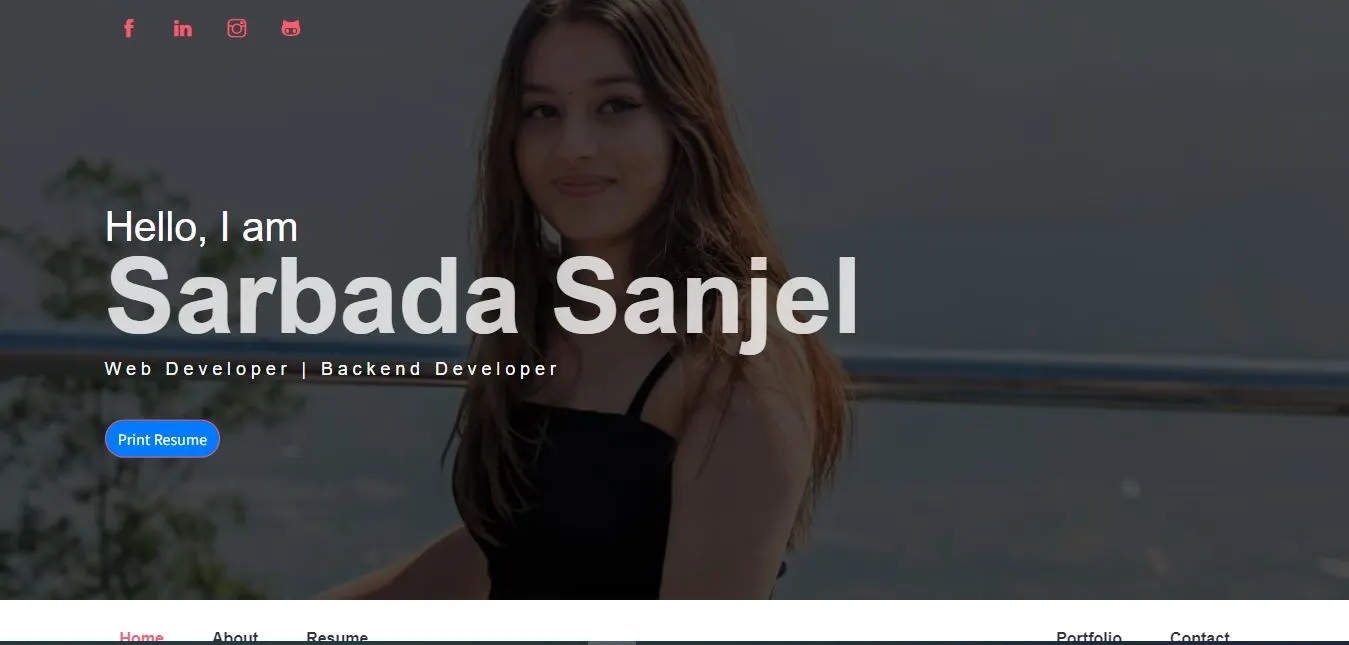 Hello, I am
Sarbada Sanjel
Web Developer | Backend Developer
Print Resume
Home About Resume Portfolio Contact